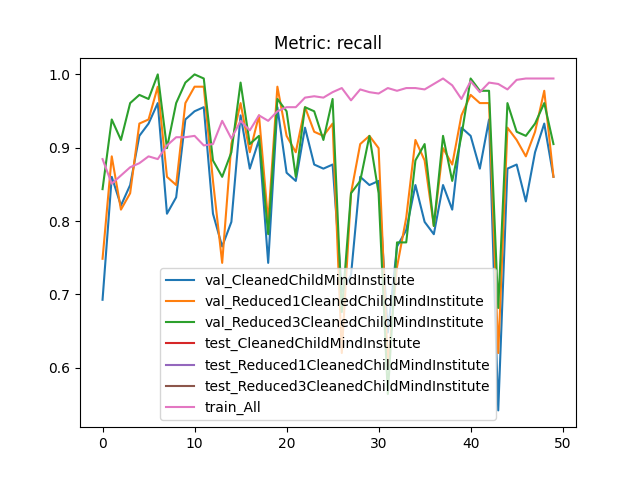 Metric: recall
1.0
0.9
0.8
0.7
0.6
val_CleanedChildMindInstitute
val_Reduced1CleanedChildMindInstitute
val_Reduced3CleanedChildMindInstitute
test_CleanedChildMindInstitute
test_Reduced1CleanedChildMindInstitute
test_Reduced3CleanedChildMindInstitute
train_All
0 10 20 30 40 50